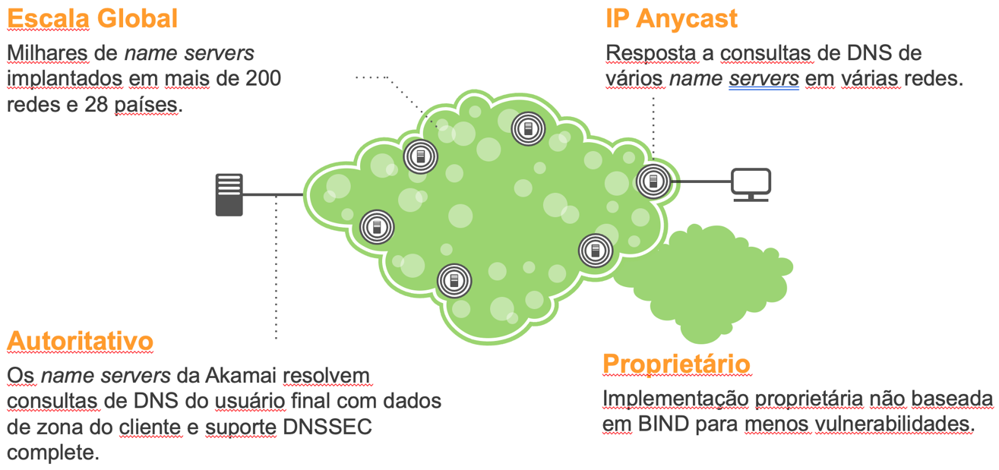 Escala Global
Milhares de name servers
implantados em mais de 200
redes e 28 países.
IP Anycast
Resposta a consultas de DNS de
vários name servers em várias redes.
Autoritativo
Os name servers da Akamai resolvem
consultas de DNS do usuário final com dados
de zona do cliente e suporte DNSSEC
complete.
Proprietário
Implementação proprietária não baseada
em BIND para menos vulnerabilidades.